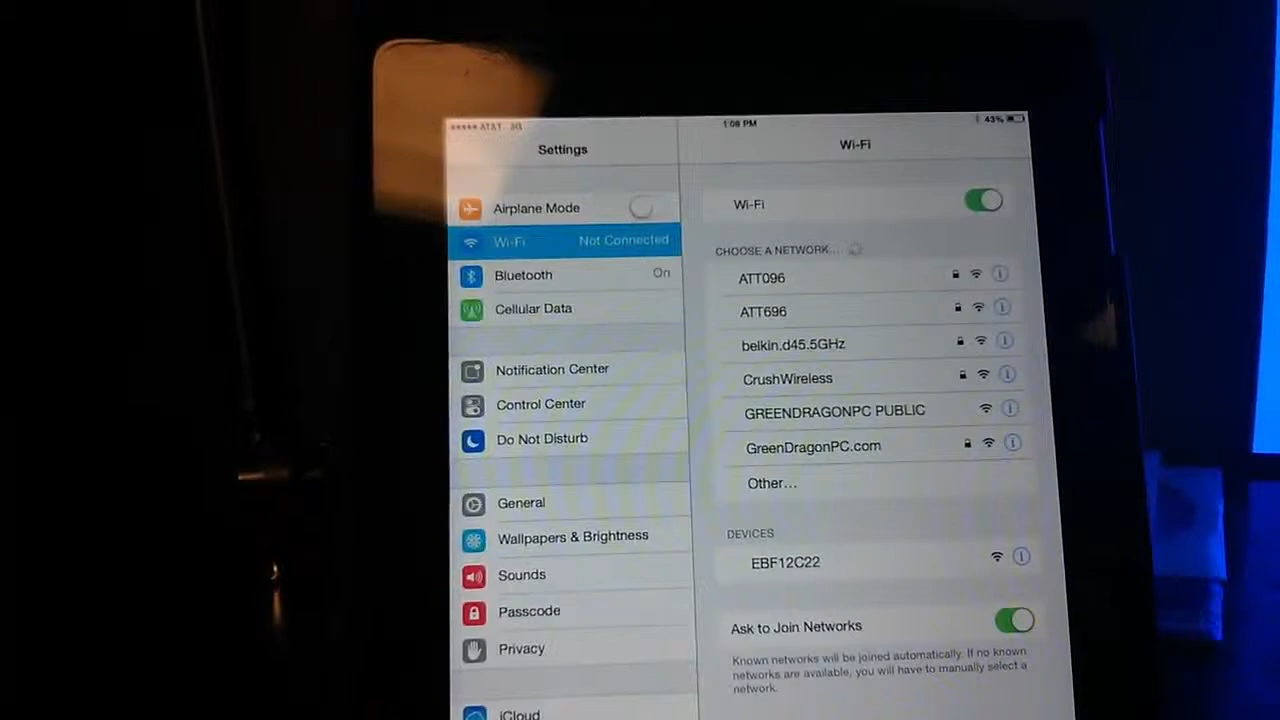 AT&T 3G 1:08 PM 43%
Settings
Wi-Fi
Airplane Mode
Wi-Fi Not Connected
Bluetooth On
Cellular Data
Notification Center
Control Center
Do Not Disturb
General
Wallpapers & Brightness
Sounds
Passcode
Privacy
iCloud
Wi-Fi
CHOOSE A NETWORK...
ATT096
ATT696
belkin.d45.5GHz
CrushWireless
GREENDRAGONPC PUBLIC
GreenDragonPC.com
Other...
DEVICES
EBF12C22
Ask to Join Networks
Known networks will be joined automatically. If no known
networks are available, you will have to manually select a
network.